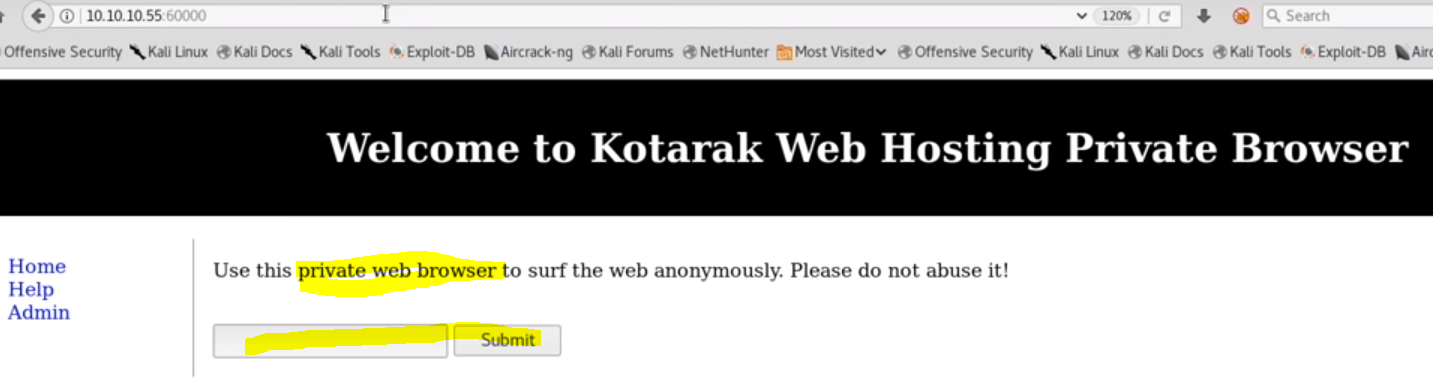 10.10.10.55:60000 120% Search
Offensive Security Kali Linux Kali Docs Kali Tools Exploit-DB Aircrack-ng Kali Forums NetHunter Most Visited Offensive Security Kali Linux Kali Docs Kali Tools Exploit-DB Airc
Welcome to Kotarak Web Hosting Private Browser
Use this private web browser to surf the web anonymously. Please do not abuse it!
Home
Help
Admin
Submit